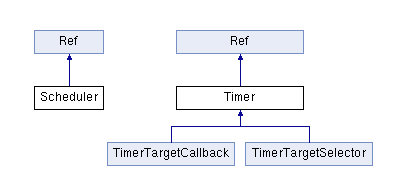 Ref
Ref
Scheduler
Timer
TimerTargetCallback
TimerTargetSelector